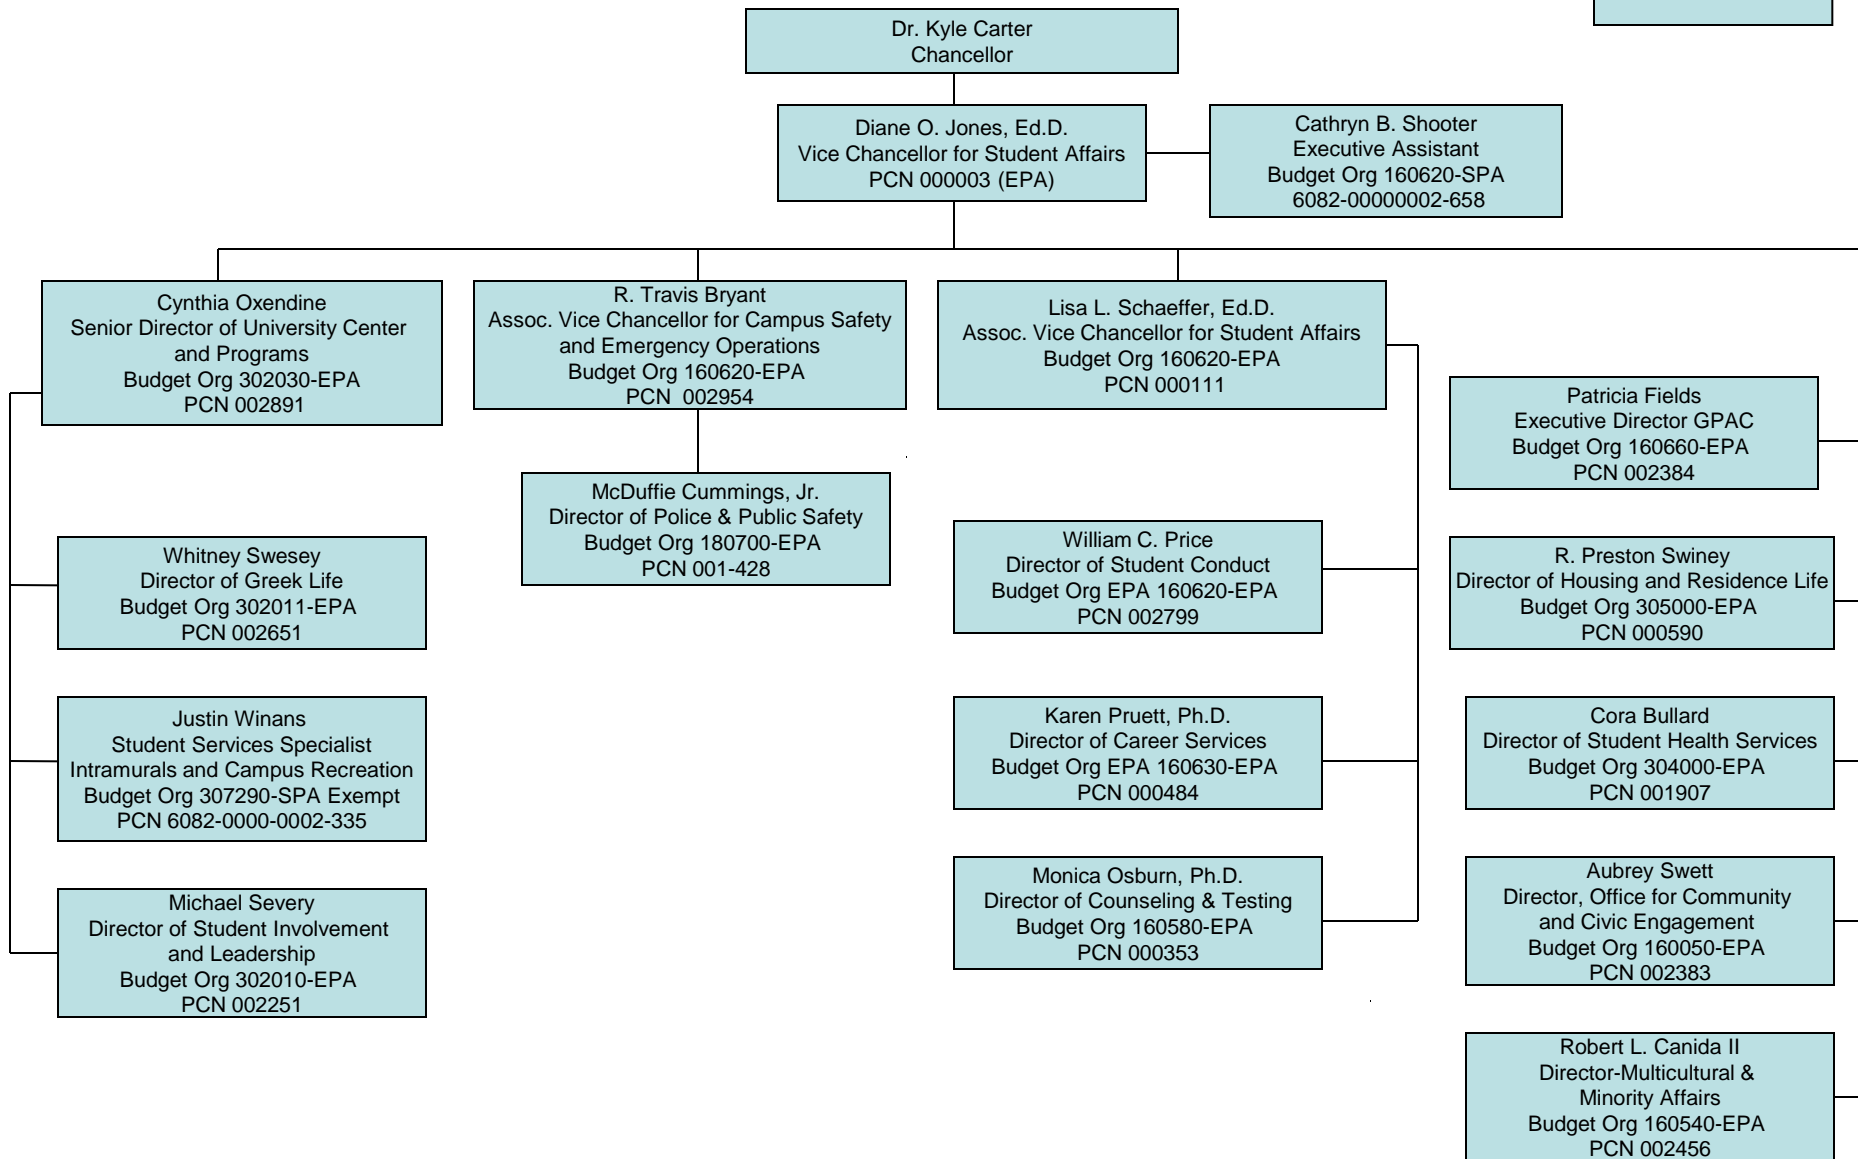 Dr. Kyle Carter
Chancellor
Diane O. Jones, Ed.D.
Vice Chancellor for Student Affairs
PCN 000003 (EPA)
Cathryn B. Shooter
Executive Assistant
Budget Org 160620-SPA
6082-00000002-658
Cynthia Oxendine
Senior Director of University Center
and Programs
Budget Org 302030-EPA
PCN 002891
R. Travis Bryant
Assoc. Vice Chancellor for Campus Safety
and Emergency Operations
Budget Org 160620-EPA
PCN 002954
Lisa L. Schaeffer, Ed.D.
Assoc. Vice Chancellor for Student Affairs
Budget Org 160620-EPA
PCN 000111
Whitney Swesey
Director of Greek Life
Budget Org 302011-EPA
PCN 002651
Justin Winans
Student Services Specialist
Intramurals and Campus Recreation
Budget Org 307290-SPA Exempt
PCN 6082-0000-0002-335
Michael Severy
Director of Student Involvement
and Leadership
Budget Org 302010-EPA
PCN 002251
McDuffie Cummings, Jr.
Director of Police & Public Safety
Budget Org 180700-EPA
PCN 001-428
William C. Price
Director of Student Conduct
Budget Org EPA 160620-EPA
PCN 002799
Karen Pruett, Ph.D.
Director of Career Services
Budget Org EPA 160630-EPA
PCN 000484
Monica Osburn, Ph.D.
Director of Counseling & Testing
Budget Org 160580-EPA
PCN 000353
Patricia Fields
Executive Director GPAC
Budget Org 160660-EPA
PCN 002384
R. Preston Swiney
Director of Housing and Residence Life
Budget Org 305000-EPA
PCN 000590
Cora Bullard
Director of Student Health Services
Budget Org 304000-EPA
PCN 001907
Aubrey Swett
Director, Office for Community
and Civic Engagement
Budget Org 160050-EPA
PCN 002383
Robert L. Canida II
Director-Multicultural &
Minority Affairs
Budget Org 160540-EPA
PCN 002456